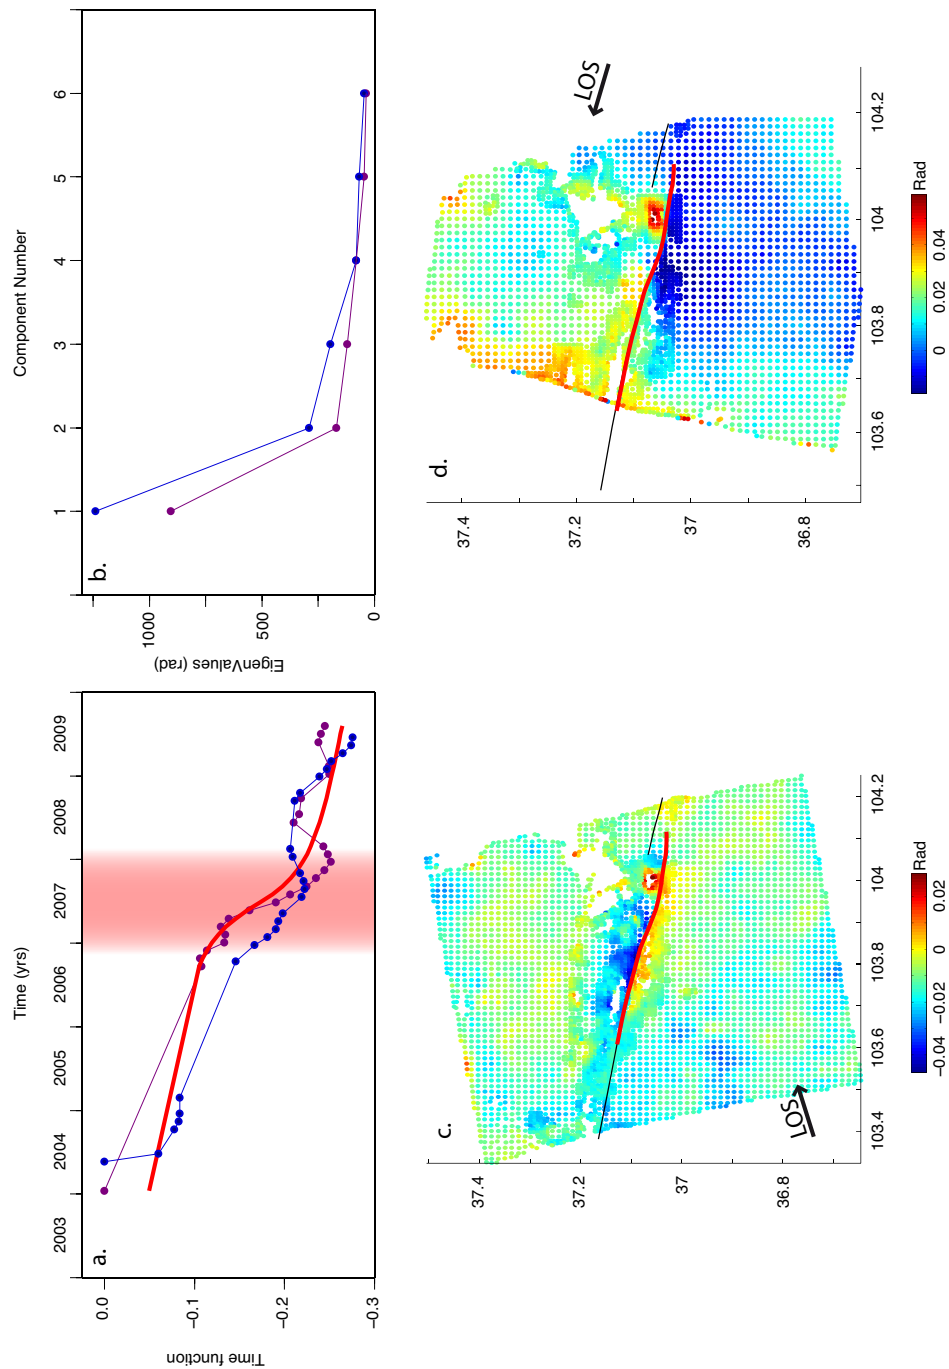 a.
Time (yrs)
2003 2004 2005 2006 2007 2008 2009
Time function
0.0
−0.1
−0.2
−0.3
b.
Component Number
1 2 3 4 5 6
EigenValues (rad)
1000
500
0
c.
37.4
37.2
37
36.8
103.4 103.6 103.8 104 104.2
LOS
Rad
−0.04 −0.02 0 0.02
d.
37.4
37.2
37
36.8
103.6 103.8 104 104.2
LOS
Rad
0 0.02 0.04